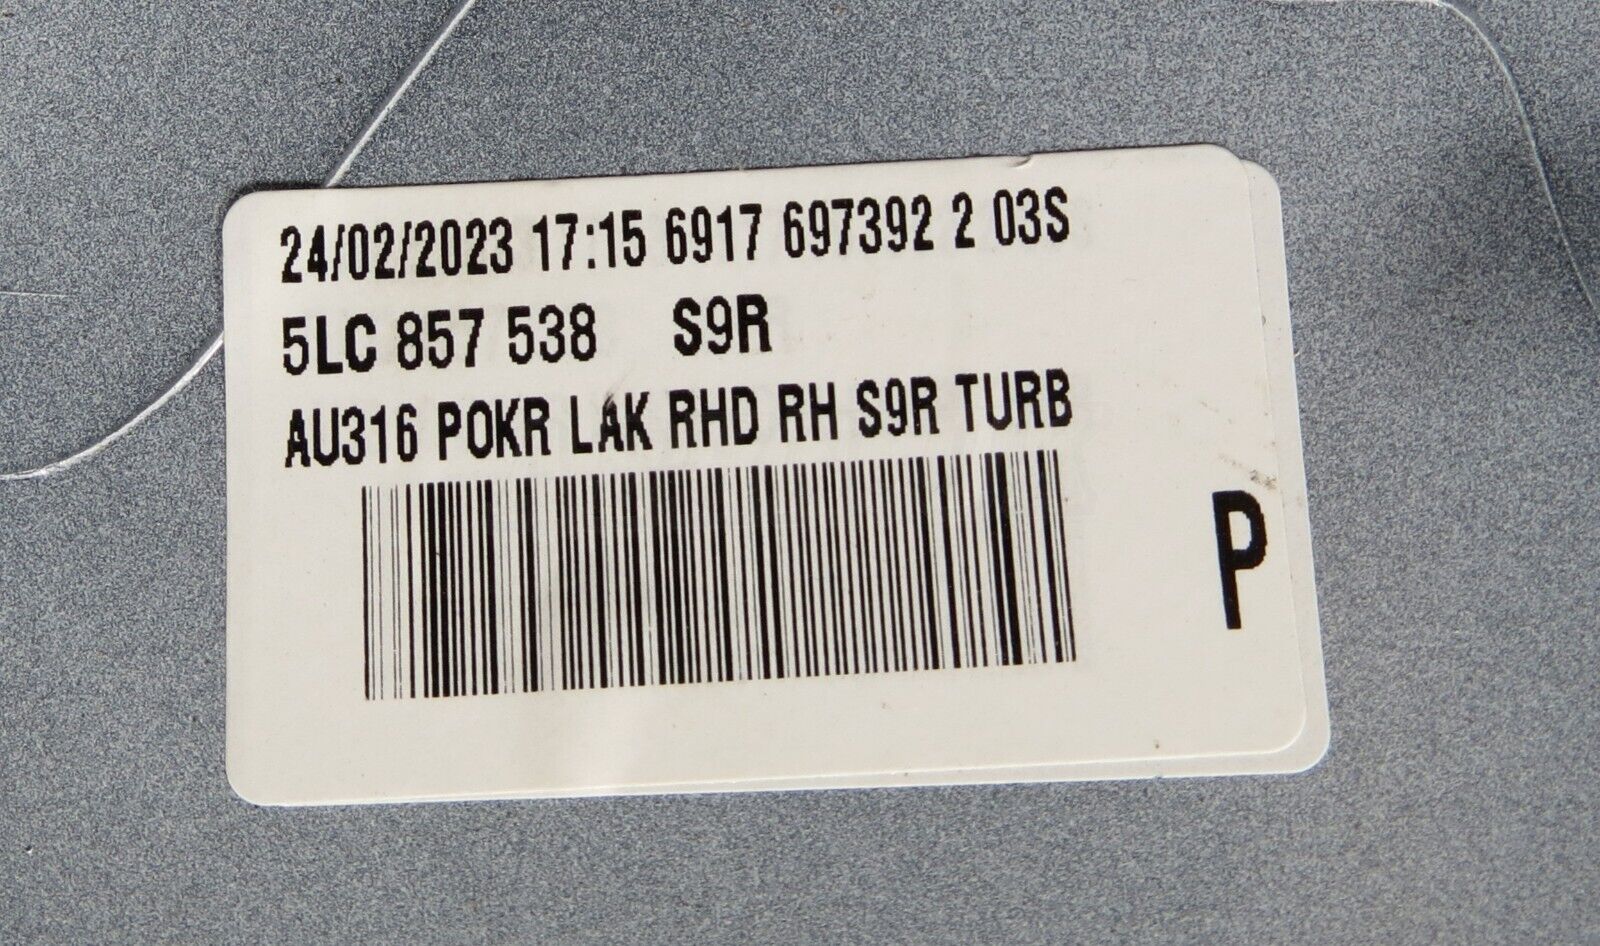 24/02/2023 17:15 6917 697392 2 03S
5LC 857 538 S9R
AU316 POKR LAK RHD RH S9R TURB
P